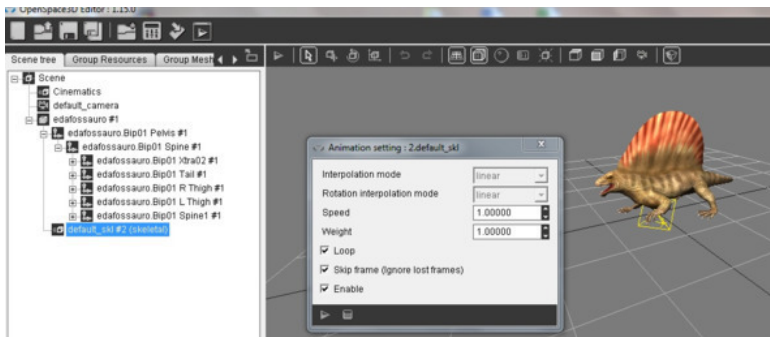 OpenSpace3D Editor : 1.15.0
Scene tree Group Resources Group Mesh
Scene
Cinematics
default_camera
edafossauro #1
edafossauro.Bip01 Pelvis #1
edafossauro.Bip01 Spine #1
edafossauro.Bip01 Xtra02 #1
edafossauro.Bip01 Tail #1
edafossauro.Bip01 R Thigh #1
edafossauro.Bip01 L Thigh #1
edafossauro.Bip01 Spine1 #1
default_skl #2 (skeletal)
Animation setting : 2.default_skl
Interpolation mode linear
Rotation interpolation mode linear
Speed 1.00000
Weight 1.00000
Loop
Skip frame (Ignore lost frames)
Enable